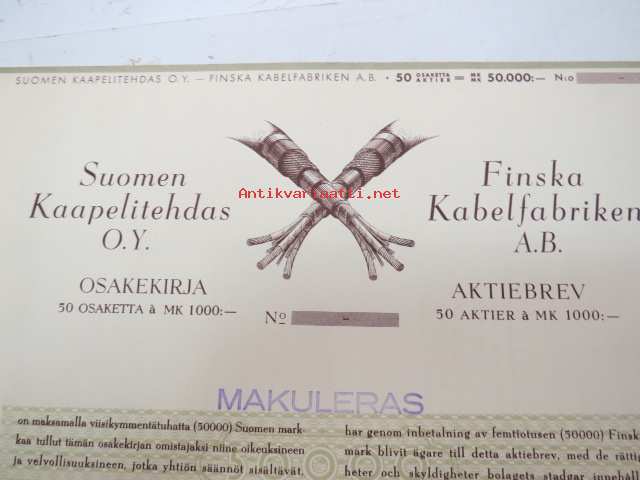 SUOMEN KAAPELITEHDAS O.Y. — FINSKA KABELFABRIKEN A.B. · 50 OSAKETTA AKTIER = MK MK 50.000:— N:o -
Suomen
Kaapelitehdas
O.Y.
OSAKEKIRJA
50 OSAKETTA à MK 1000:—
Antikvariaatti.net
Finska
Kabelfabriken
A.B.
AKTIEBREV
50 AKTIER à MK 1000:—
No -
MAKULERAS
on maksamalla viisikymmentätuhatta (50000) Suomen mark-
kaa tullut tämän osakekirjan omistajaksi niine oikeuksineen
ja velvollisuuksineen, jotka yhtiön säännöt sisältävät.
har genom inbetalning av femtiotusen (50000) Finska
mark blivit ägare till detta aktiebrev, med de rättig
heter och skyldigheter bolagets stadgar innehåll